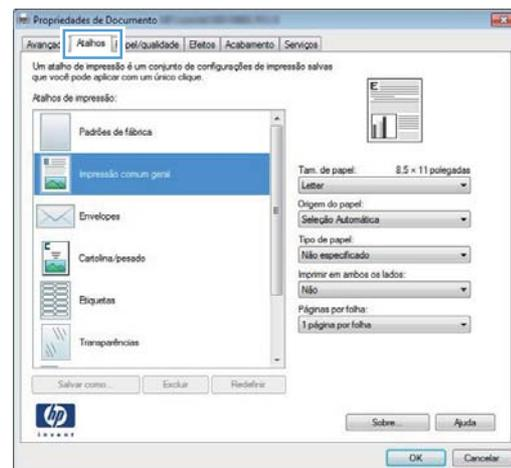 Propriedades de Documento
Avançad Atalhos pel/qualidade Efeitos Acabamento Serviços
Um atalho de impressão é um conjunto de configurações de impressão salvas
que você pode aplicar com um único clique.
Atalhos de impressão:
Padrões de fábrica
Impressão comum geral
Envelopes
Cartolina/pesado
Etiquetas
Transparências
Salvar como... Excluir Redefinir
E
Tam. de papel: 8.5 × 11 polegadas
Letter
Origem do papel:
Seleção Automática
Tipo de papel:
Não especificado
Imprimir em ambos os lados:
Não
Páginas por folha:
1 página por folha
hp
invent
Sobre... Ajuda
OK Cancelar